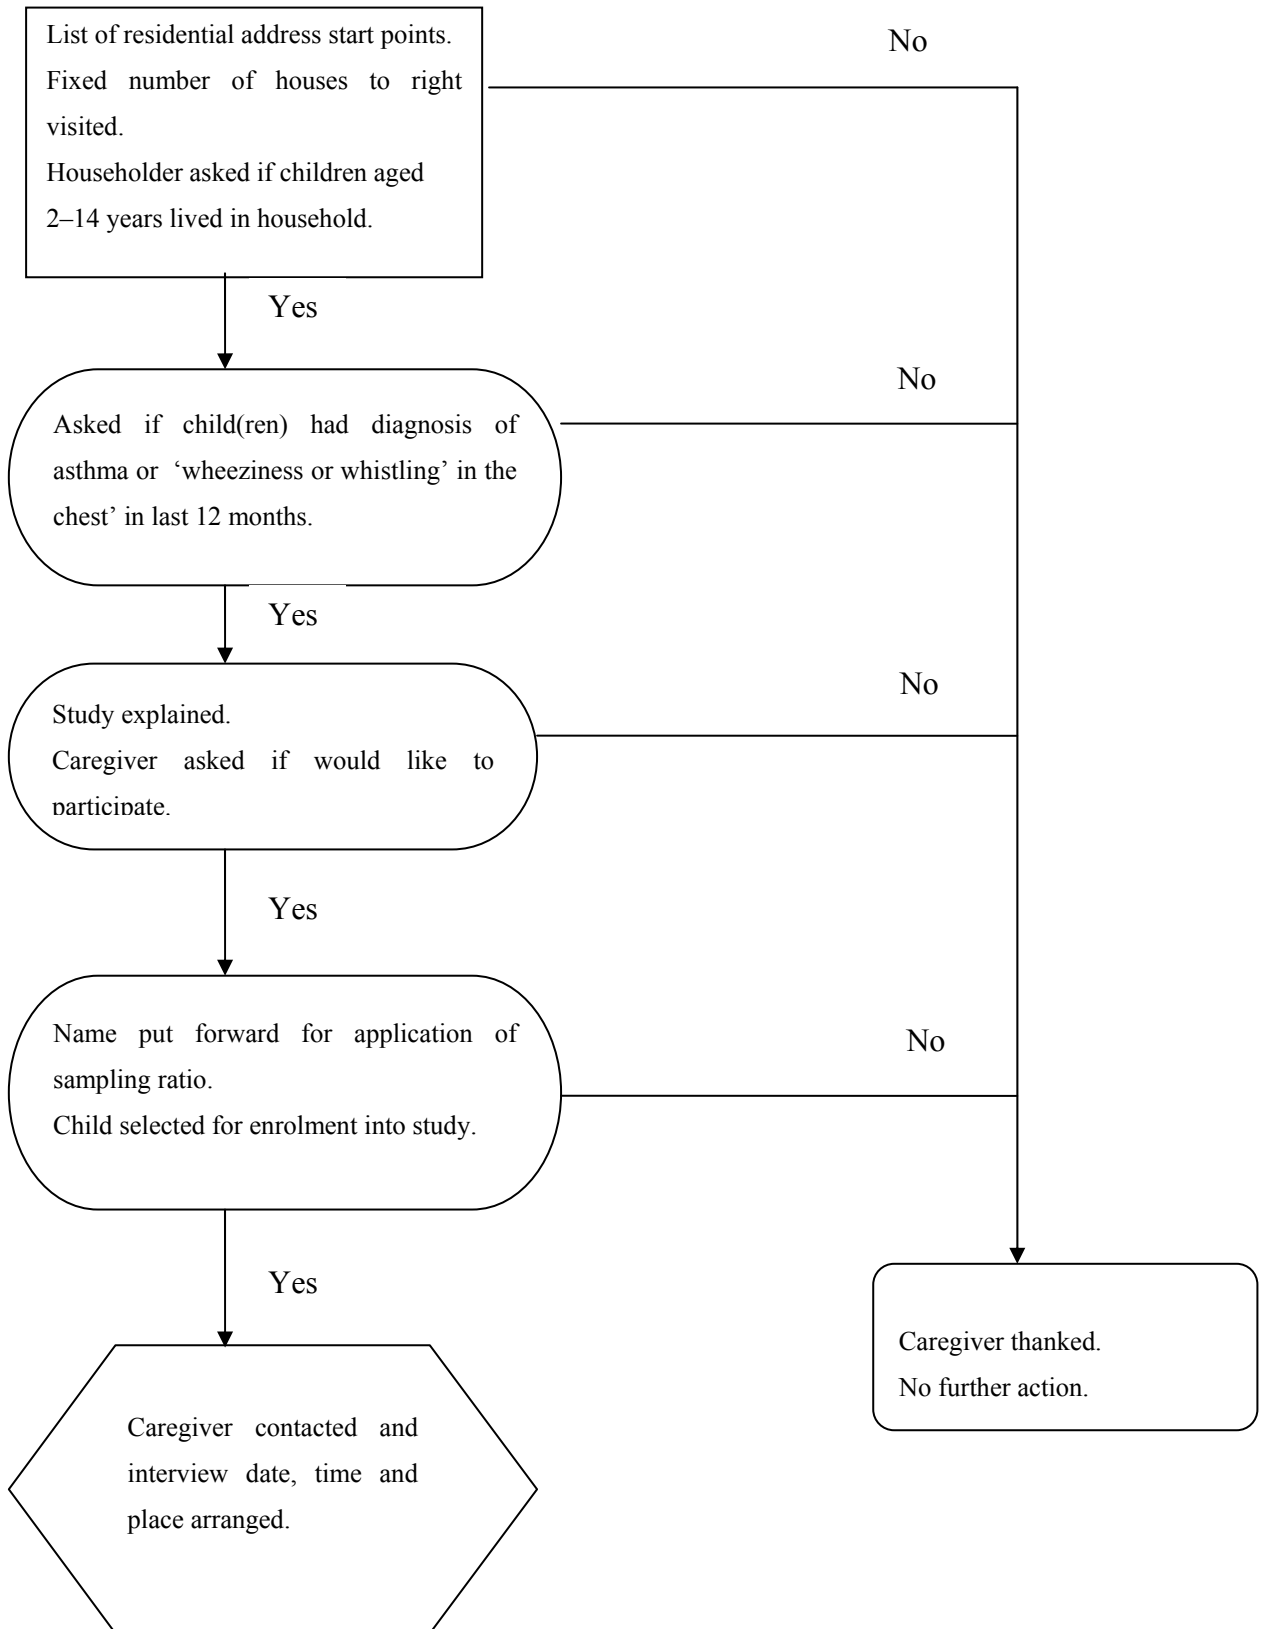 List of residential address start points.
Fixed number of houses to right
visited.
Householder asked if children aged
2–14 years lived in household.
No
Yes
No
Asked if child(ren) had diagnosis of
asthma or ‘wheeziness or whistling’ in the
chest’ in last 12 months.
Yes
No
Study explained.
Caregiver asked if would like to
participate.
Yes
Name put forward for application of
sampling ratio.
Child selected for enrolment into study.
No
Yes
Caregiver thanked.
No further action.
Caregiver contacted and
interview date, time and
place arranged.